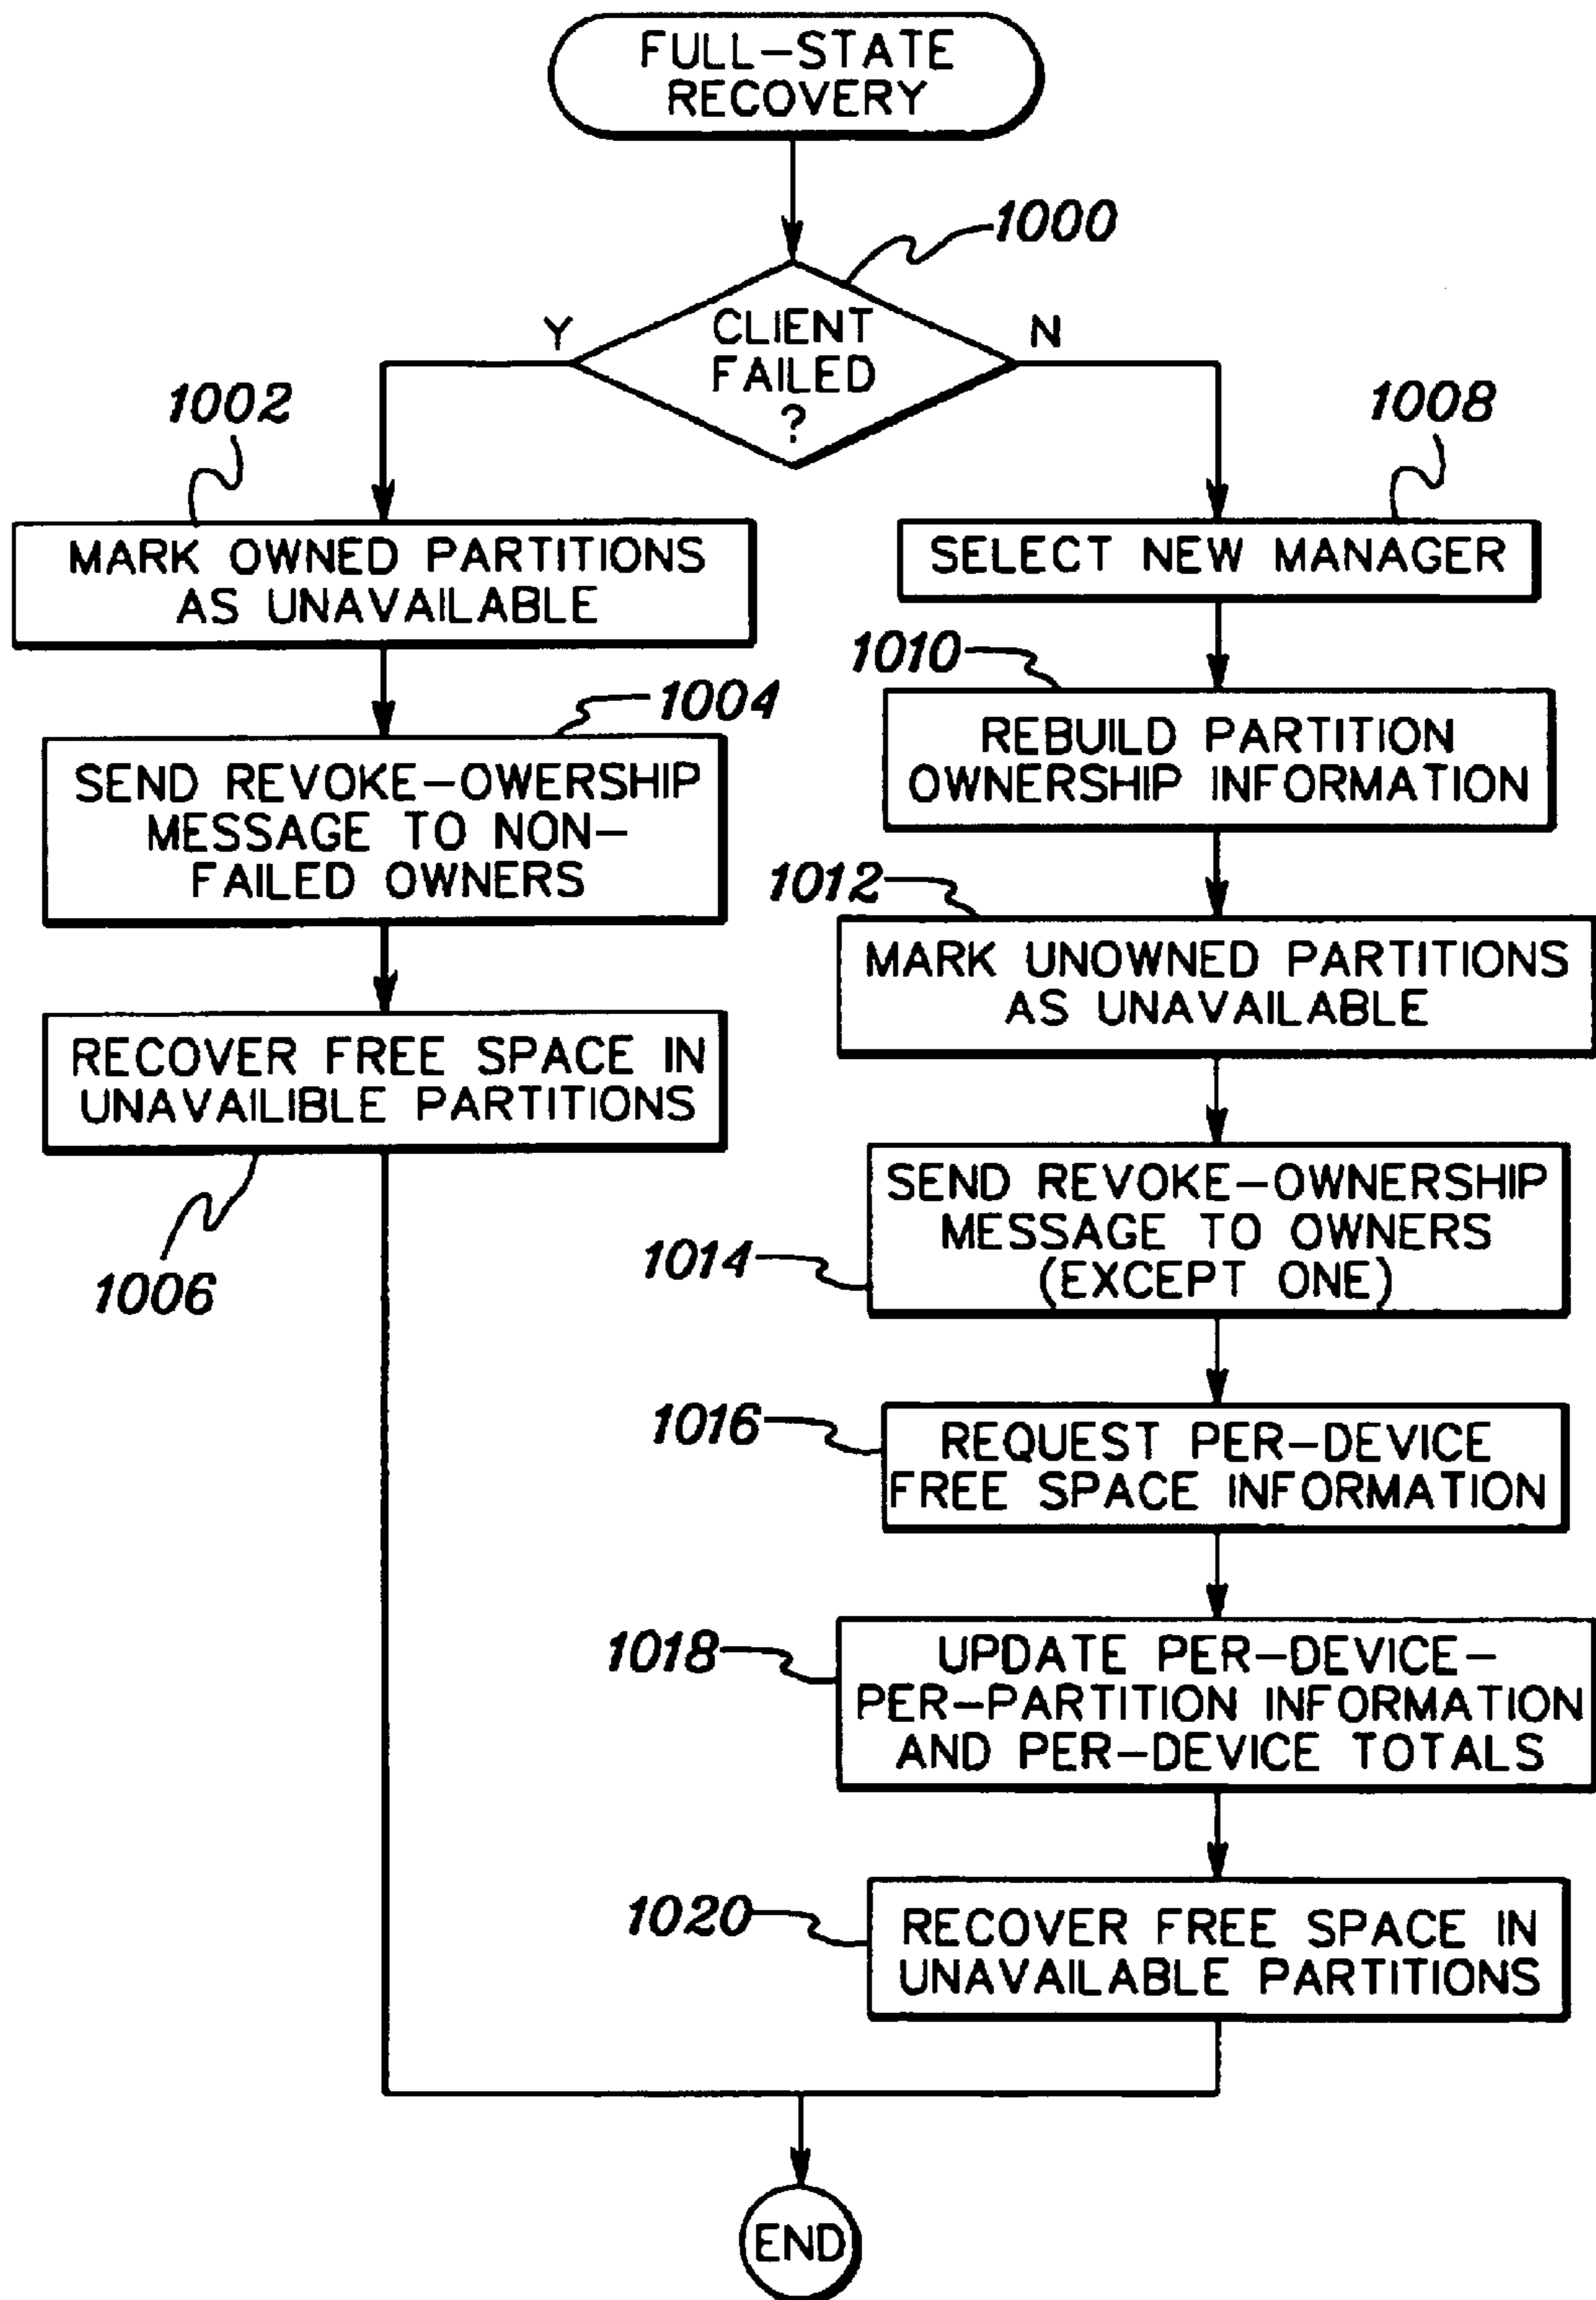 FULL-STATE
RECOVERY
1000
CLIENT
FAILED
?
Y
N
1002
MARK OWNED PARTITIONS
AS UNAVAILABLE
1004
SEND REVOKE-OWERSHIP
MESSAGE TO NON-
FAILED OWNERS
RECOVER FREE SPACE IN
UNAVAILIBLE PARTITIONS
1006
1008
SELECT NEW MANAGER
1010
REBUILD PARTITION
OWNERSHIP INFORMATION
1012
MARK UNOWNED PARTITIONS
AS UNAVAILABLE
SEND REVOKE-OWNERSHIP
MESSAGE TO OWNERS
(EXCEPT ONE)
1014
1016
REQUEST PER-DEVICE
FREE SPACE INFORMATION
1018
UPDATE PER-DEVICE-
PER-PARTITION INFORMATION
AND PER-DEVICE TOTALS
1020
RECOVER FREE SPACE IN
UNAVAILABLE PARTITIONS
END